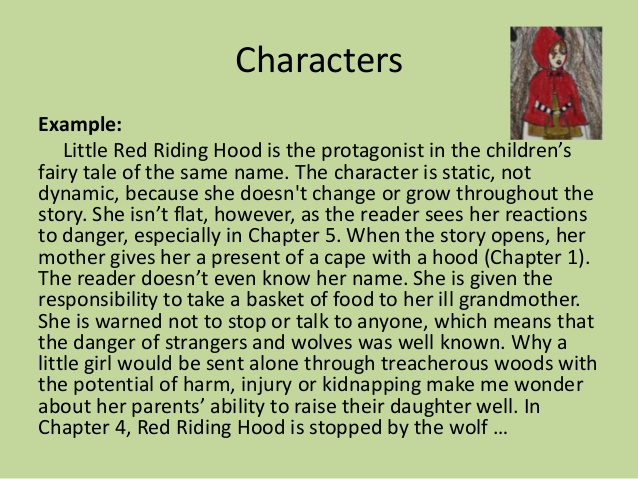 Characters
Example:
Little Red Riding Hood is the protagonist in the children’s
fairy tale of the same name. The character is static, not
dynamic, because she doesn't change or grow throughout the
story. She isn’t flat, however, as the reader sees her reactions
to danger, especially in Chapter 5. When the story opens, her
mother gives her a present of a cape with a hood (Chapter 1).
The reader doesn’t even know her name. She is given the
responsibility to take a basket of food to her ill grandmother.
She is warned not to stop or talk to anyone, which means that
the danger of strangers and wolves was well known. Why a
little girl would be sent alone through treacherous woods with
the potential of harm, injury or kidnapping make me wonder
about her parents’ ability to raise their daughter well. In
Chapter 4, Red Riding Hood is stopped by the wolf …